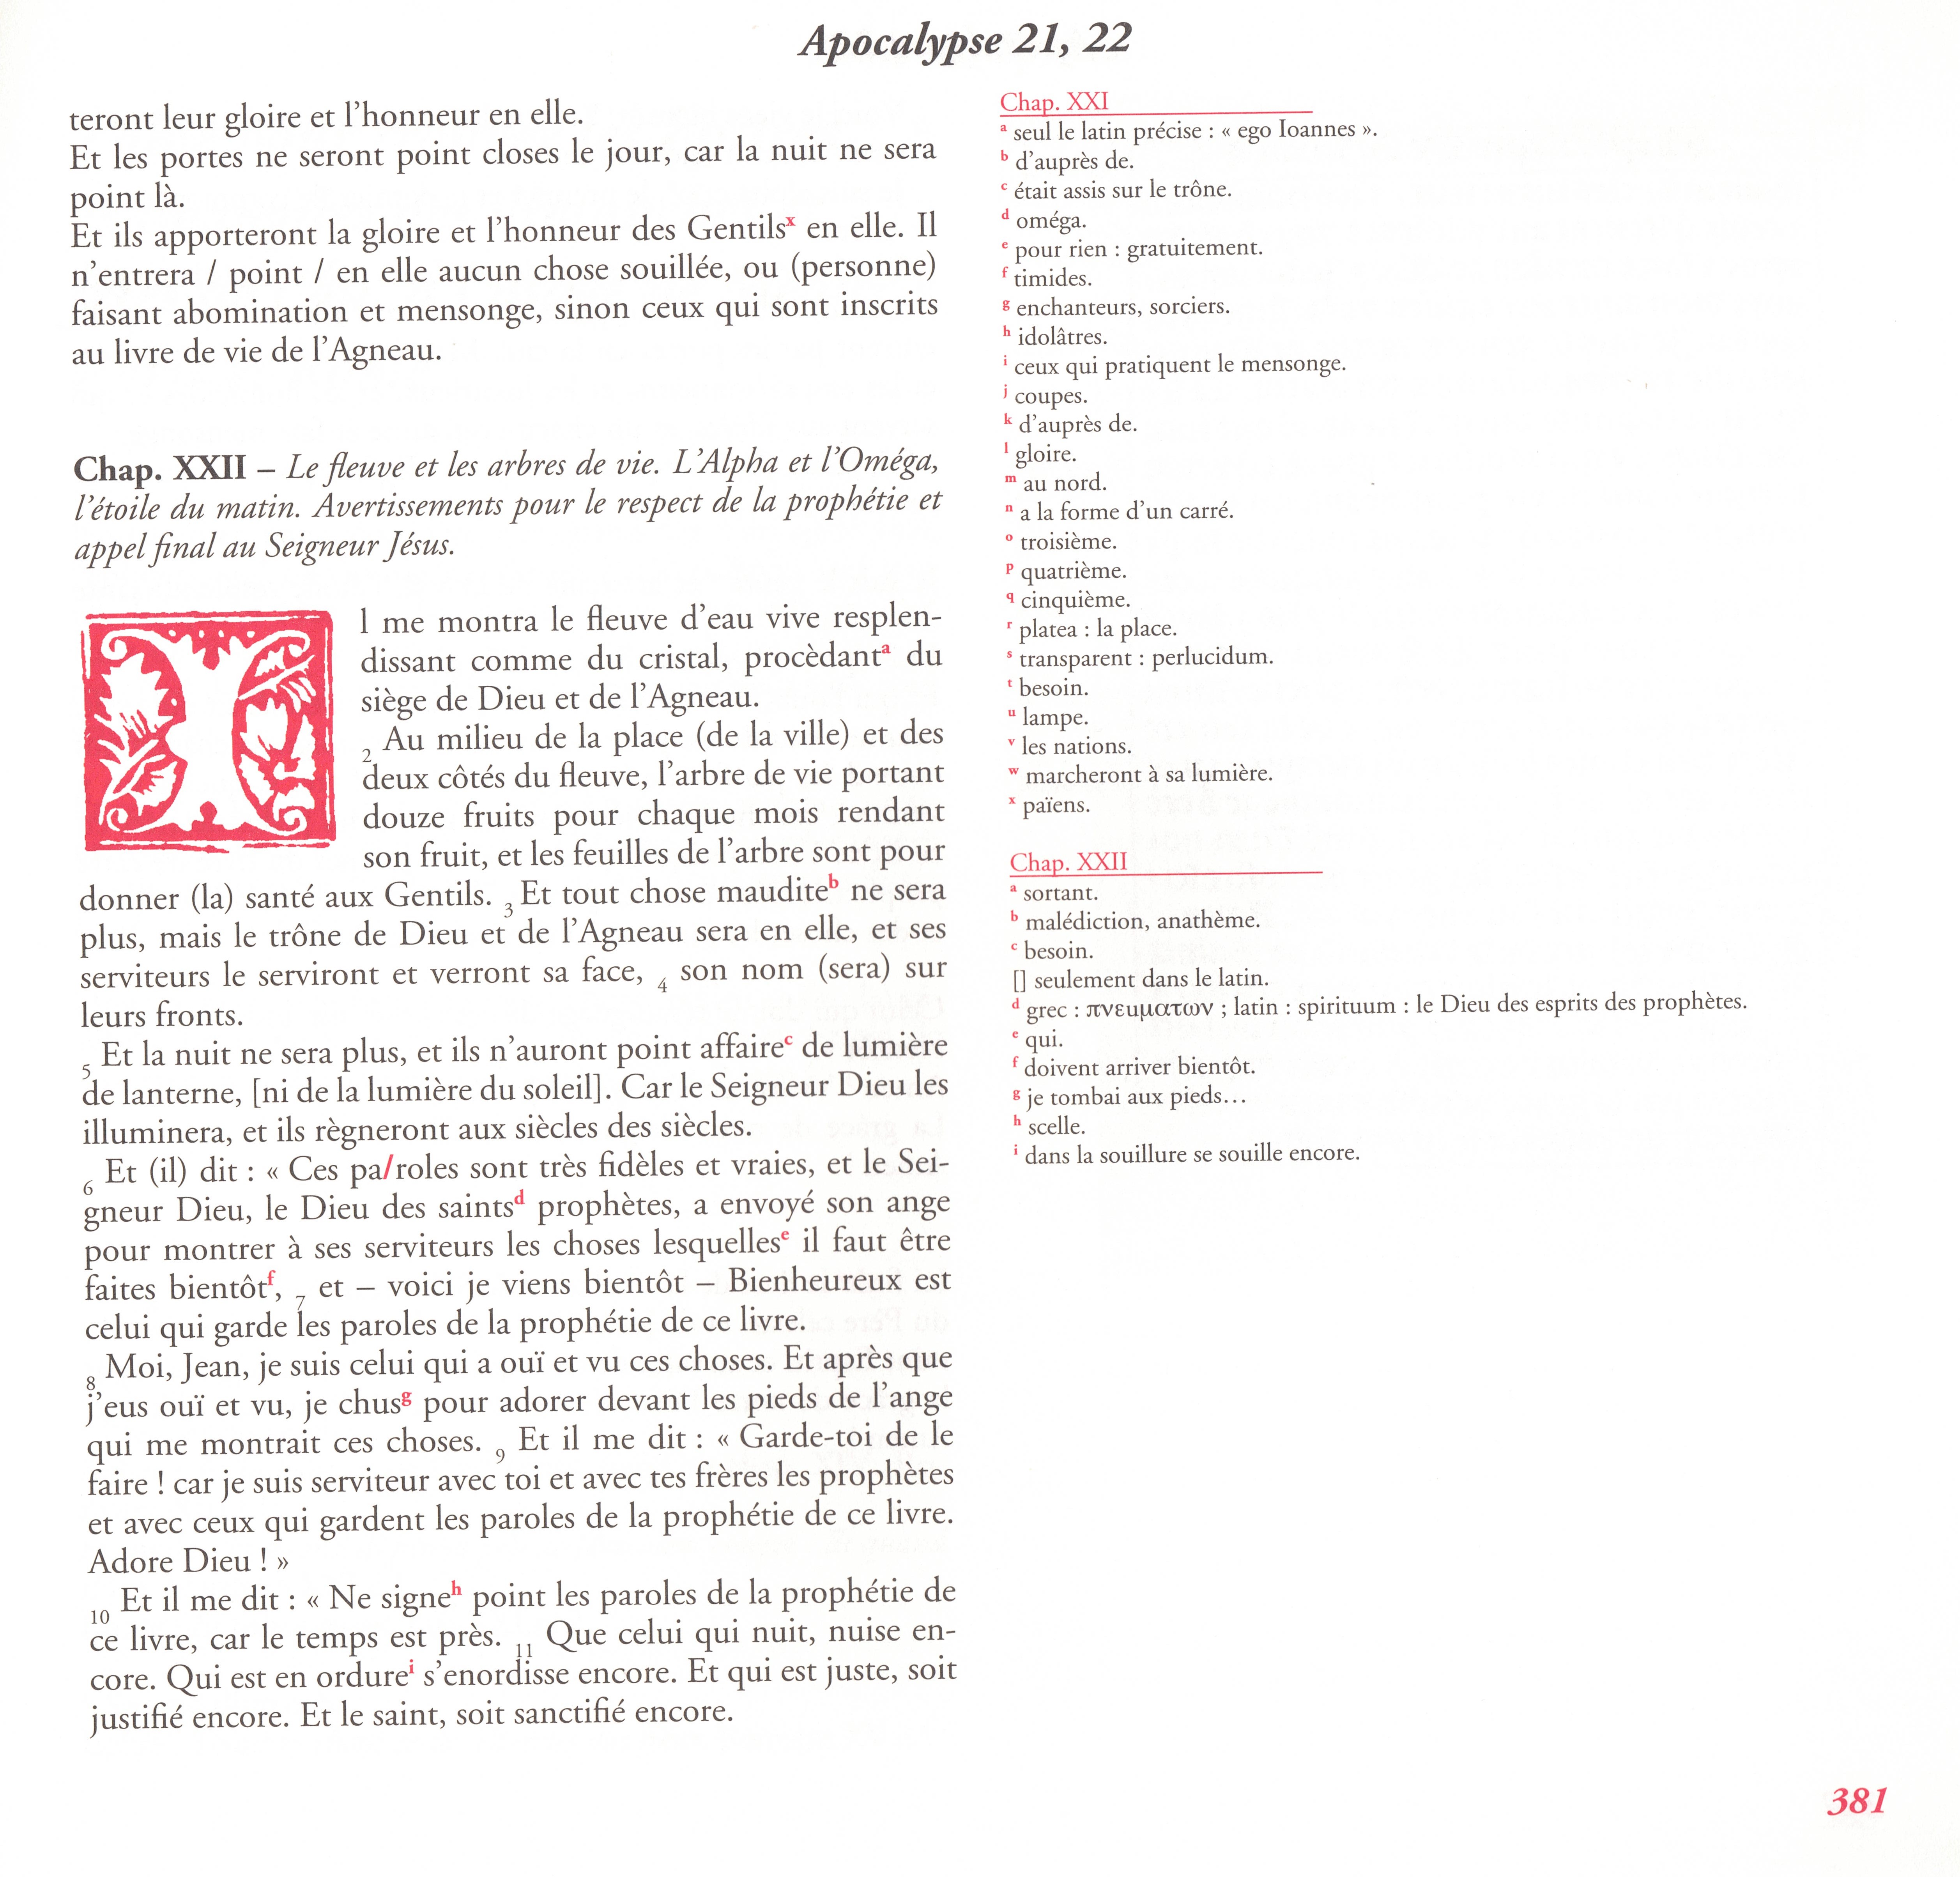 Apocalypse 21, 22
teront leur gloire et l'honneur en elle.
Et les portes ne seront point closes le jour, car la nuit ne sera
point là.
Et ils apporteront la gloire et l'honneur des Gentilsx en elle. Il
n'entrera / point / en elle aucun chose souillée, ou (personne)
faisant abomination et mensonge, sinon ceux qui sont inscrits
au livre de vie de l'Agneau.
Chap. XXII – Le fleuve et les arbres de vie. L'Alpha et l'Oméga,
l'étoile du matin. Avertissements pour le respect de la prophétie et
appel final au Seigneur Jésus.
Il me montra le fleuve d'eau vive resplen-
dissant comme du cristal, procèdanta du
siège de Dieu et de l'Agneau.
2 Au milieu de la place (de la ville) et des
deux côtés du fleuve, l'arbre de vie portant
douze fruits pour chaque mois rendant
son fruit, et les feuilles de l'arbre sont pour
donner (la) santé aux Gentils. 3 Et tout chose mauditeb ne sera
plus, mais le trône de Dieu et de l'Agneau sera en elle, et ses
serviteurs le serviront et verront sa face, 4 son nom (sera) sur
leurs fronts.
5 Et la nuit ne sera plus, et ils n'auront point affairec de lumière
de lanterne, [ni de la lumière du soleil]. Car le Seigneur Dieu les
illuminera, et ils règneront aux siècles des siècles.
6 Et (il) dit : « Ces pa/roles sont très fidèles et vraies, et le Sei-
gneur Dieu, le Dieu des saintsd prophètes, a envoyé son ange
pour montrer à ses serviteurs les choses lesquellese il faut être
faites bientôtf, 7 et – voici je viens bientôt – Bienheureux est
celui qui garde les paroles de la prophétie de ce livre.
8 Moi, Jean, je suis celui qui a ouï et vu ces choses. Et après que
j'eus ouï et vu, je chusg pour adorer devant les pieds de l'ange
qui me montrait ces choses. 9 Et il me dit : « Garde-toi de le
faire ! car je suis serviteur avec toi et avec tes frères les prophètes
et avec ceux qui gardent les paroles de la prophétie de ce livre.
Adore Dieu ! »
10 Et il me dit : « Ne signeh point les paroles de la prophétie de
ce livre, car le temps est près. 11 Que celui qui nuit, nuise en-
core. Qui est en ordurei s'enordisse encore. Et qui est juste, soit
justifié encore. Et le saint, soit sanctifié encore.
Chap. XXI
a seul le latin précise : « ego Ioannes ».
b d'auprès de.
c était assis sur le trône.
d oméga.
e pour rien : gratuitement.
f timides.
g enchanteurs, sorciers.
h idolâtres.
i ceux qui pratiquent le mensonge.
j coupes.
k d'auprès de.
l gloire.
m au nord.
n a la forme d'un carré.
o troisième.
p quatrième.
q cinquième.
r platea : la place.
s transparent : perlucidum.
t besoin.
u lampe.
v les nations.
w marcheront à sa lumière.
x païens.
Chap. XXII
a sortant.
b malédiction, anathème.
c besoin.
[] seulement dans le latin.
d grec : πνευματων ; latin : spirituum : le Dieu des esprits des prophètes.
e qui.
f doivent arriver bientôt.
g je tombai aux pieds…
h scelle.
i dans la souillure se souille encore.
381